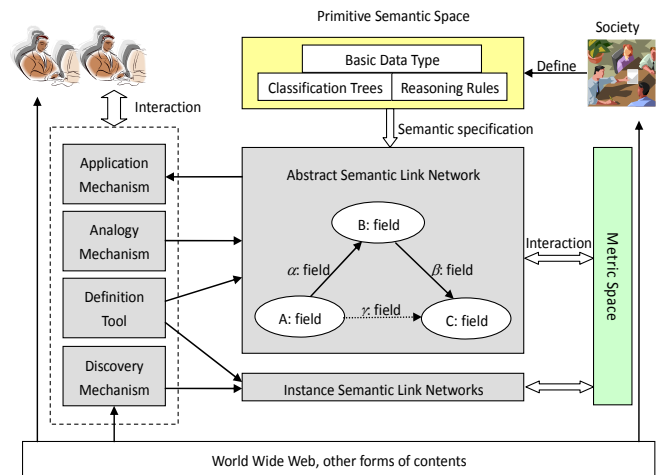 Primitive Semantic Space
Society
Basic Data Type
Define
Classification Trees
Reasoning Rules
Interaction
Semantic specification
Application
Mechanism
Abstract Semantic Link Network
B: field
Analogy
Mechanism
Interaction
Metric Space
α: field
β: field
Definition
Tool
A: field
γ: field
C: field
Discovery
Mechanism
Instance Semantic Link Networks
World Wide Web, other forms of contents